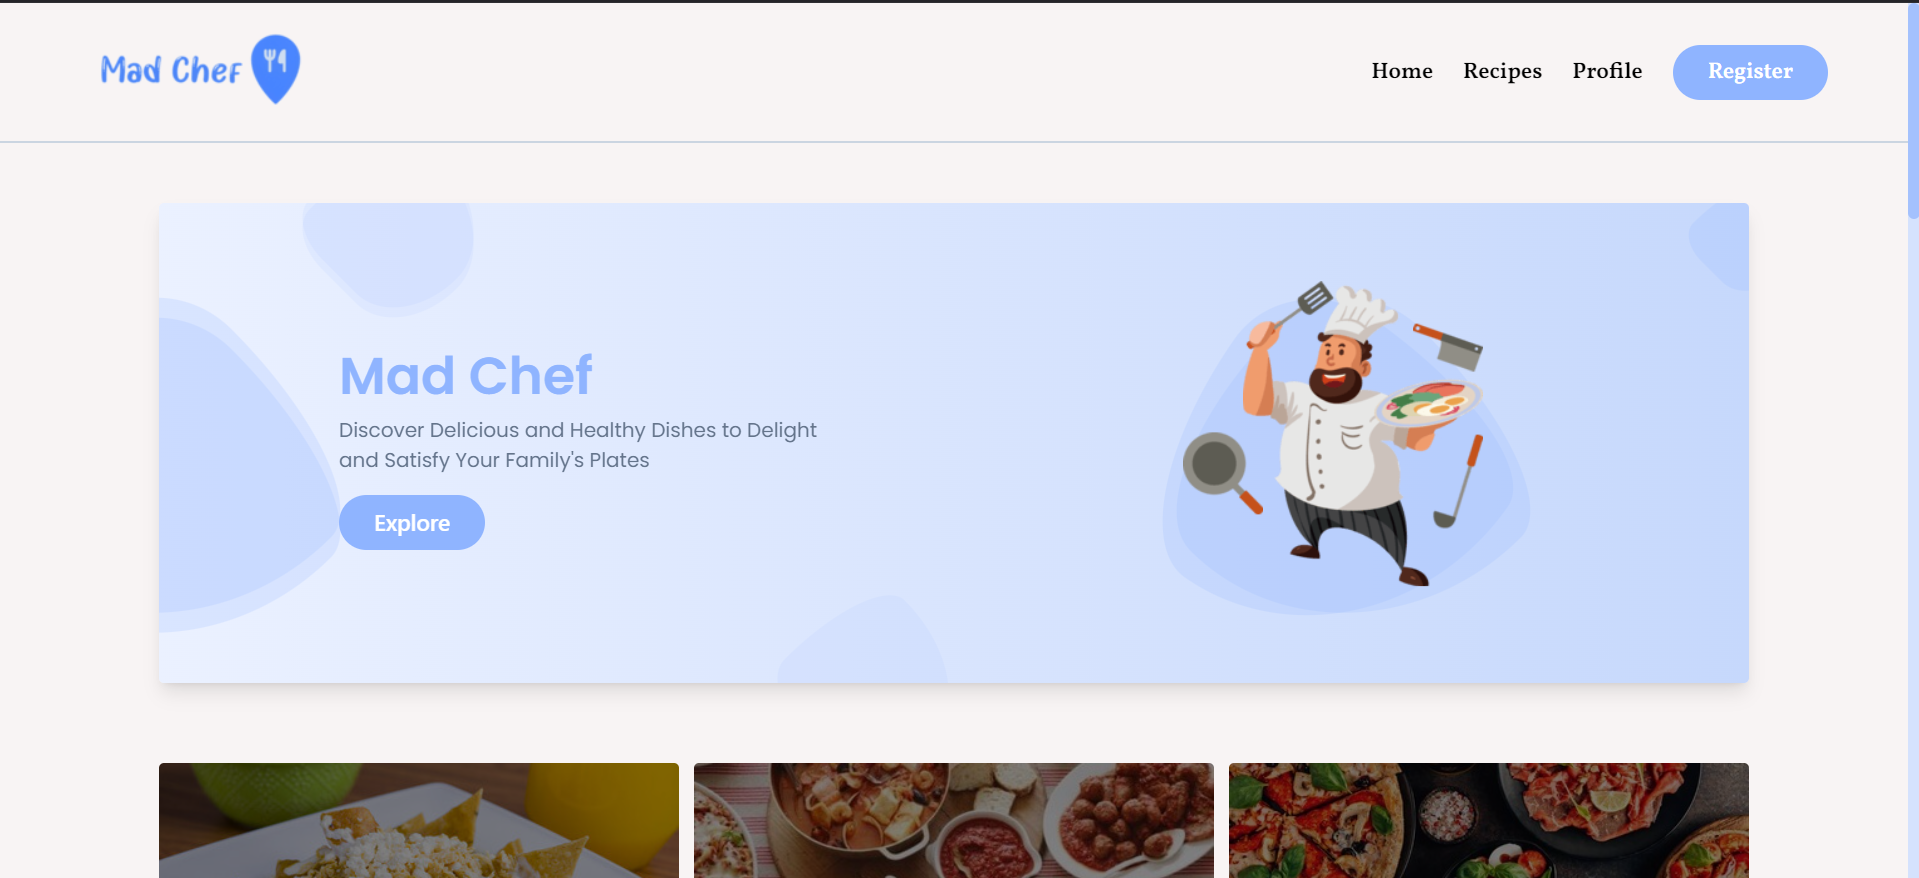 Mad Chef
Home
Recipes
Profile
Register
Mad Chef
Discover Delicious and Healthy Dishes to Delight
and Satisfy Your Family's Plates
Explore